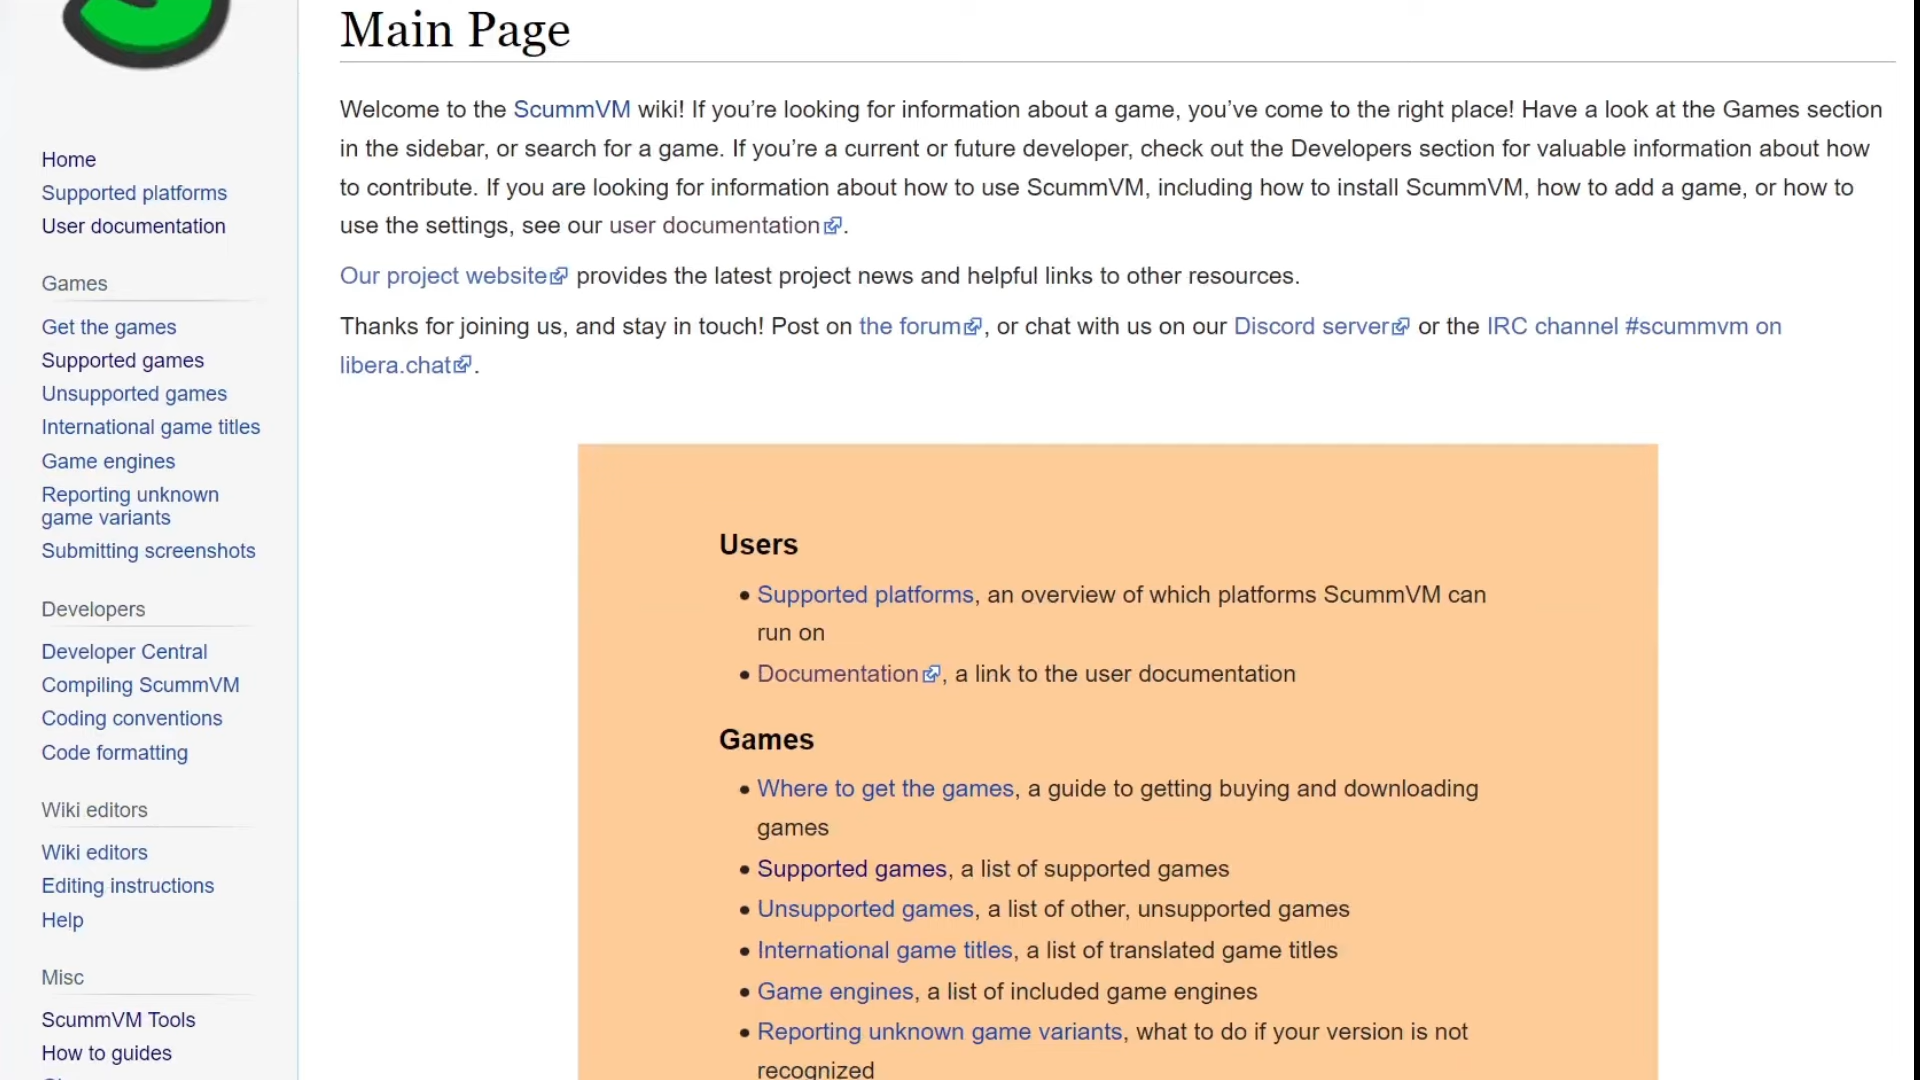 Main Page
Welcome to the ScummVM wiki! If you’re looking for information about a game, you’ve come to the right place! Have a look at the Games section
in the sidebar, or search for a game. If you’re a current or future developer, check out the Developers section for valuable information about how
to contribute. If you are looking for information about how to use ScummVM, including how to install ScummVM, how to add a game, or how to
use the settings, see our user documentation.
Our project website provides the latest project news and helpful links to other resources.
Thanks for joining us, and stay in touch! Post on the forum, or chat with us on our Discord server or the IRC channel #scummvm on
libera.chat.
Home
Supported platforms
User documentation
Games
Get the games
Supported games
Unsupported games
International game titles
Game engines
Reporting unknown
game variants
Submitting screenshots
Developers
Developer Central
Compiling ScummVM
Coding conventions
Code formatting
Wiki editors
Wiki editors
Editing instructions
Help
Misc
ScummVM Tools
How to guides
Users
• Supported platforms, an overview of which platforms ScummVM can
run on
• Documentation, a link to the user documentation
Games
• Where to get the games, a guide to getting buying and downloading
games
• Supported games, a list of supported games
• Unsupported games, a list of other, unsupported games
• International game titles, a list of translated game titles
• Game engines, a list of included game engines
• Reporting unknown game variants, what to do if your version is not
recognized